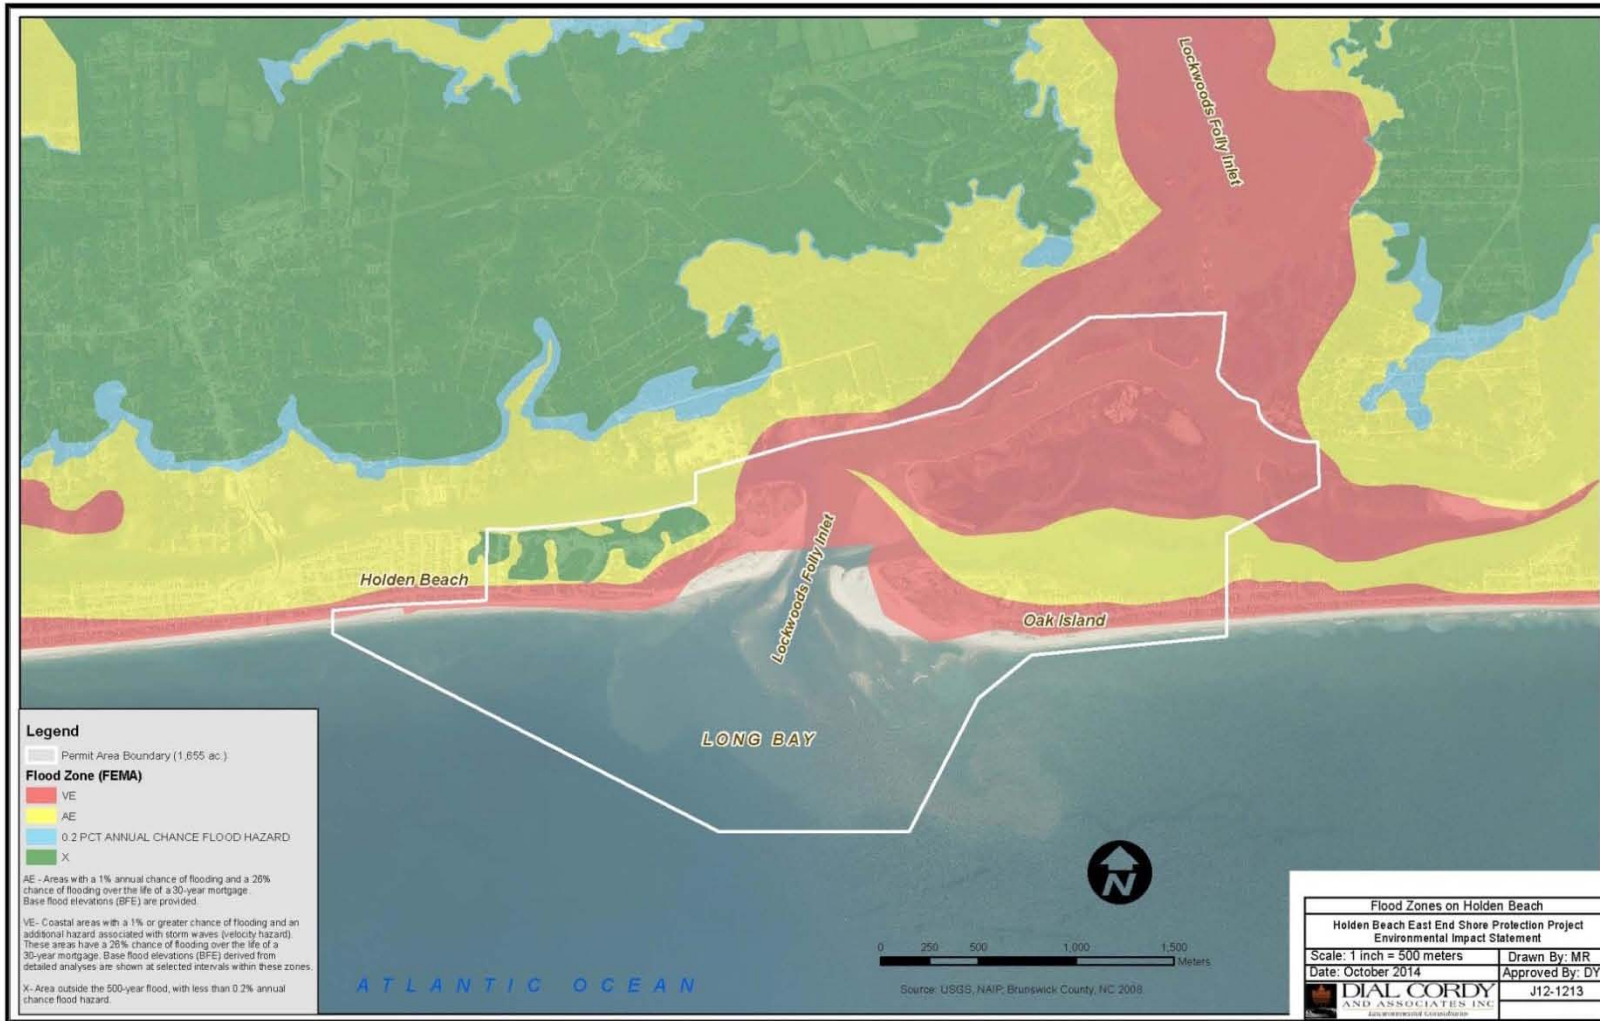 Lockwoods Folly Inlet
Holden Beach
Lockwoods Folly Inlet
Oak Island
LONG BAY
Legend
Permit Area Boundary (1,655 ac.)
Flood Zone (FEMA)
VE
AE
0.2 PCT ANNUAL CHANCE FLOOD HAZARD
X
AE - Areas with a 1% annual chance of flooding and a 26%
chance of flooding over the life of a 30-year mortgage.
Base flood elevations (BFE) are provided.
VE- Coastal areas with a 1% or greater chance of flooding and an
additional hazard associated with storm waves (velocity hazard).
These areas have a 26% chance of flooding over the life of a
30-year mortgage. Base flood elevations (BFE) derived from
detailed analyses are shown at selected intervals within these zones.
X- Area outside the 500-year flood, with less than 0.2% annual
chance flood hazard.
ATLANTIC OCEAN
N
0 250 500 1,000 1,500
Meters
Source: USGS, NAIP; Brunswick County, NC 2008
Flood Zones on Holden Beach
Holden Beach East End Shore Protection Project
Environmental Impact Statement
Scale: 1 inch = 500 meters
Drawn By: MR
Date: October 2014
Approved By: DY
DIAL CORDY
AND ASSOCIATES INC
Environmental Consultants
J12-1213